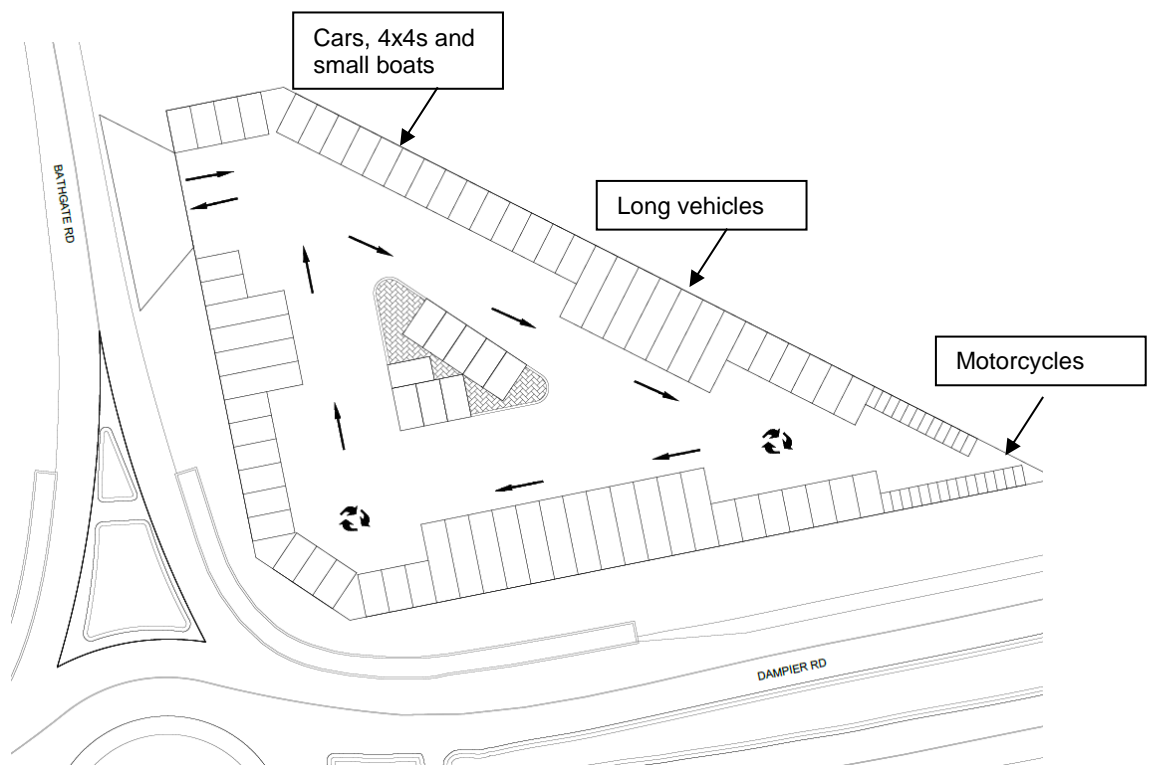 Cars, 4x4s and
small boats
Long vehicles
BATHGATE RD
Motorcycles
DAMPIER RD